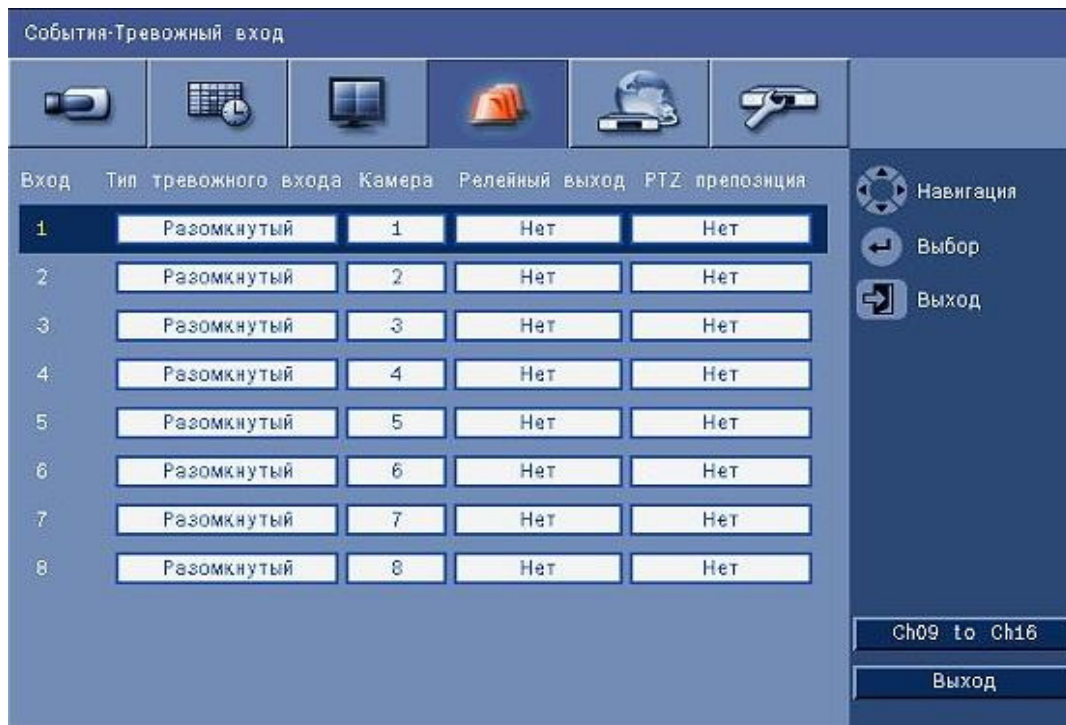 События-Тревожный вход
Вход Тип тревожного входа Камера Релейный выход PTZ препозиция
1 Разомкнутый 1 Нет Нет
2 Разомкнутый 2 Нет Нет
3 Разомкнутый 3 Нет Нет
4 Разомкнутый 4 Нет Нет
5 Разомкнутый 5 Нет Нет
6 Разомкнутый 6 Нет Нет
7 Разомкнутый 7 Нет Нет
8 Разомкнутый 8 Нет Нет
Навигация
Выбор
Выход
Ch09 to Ch16
Выход